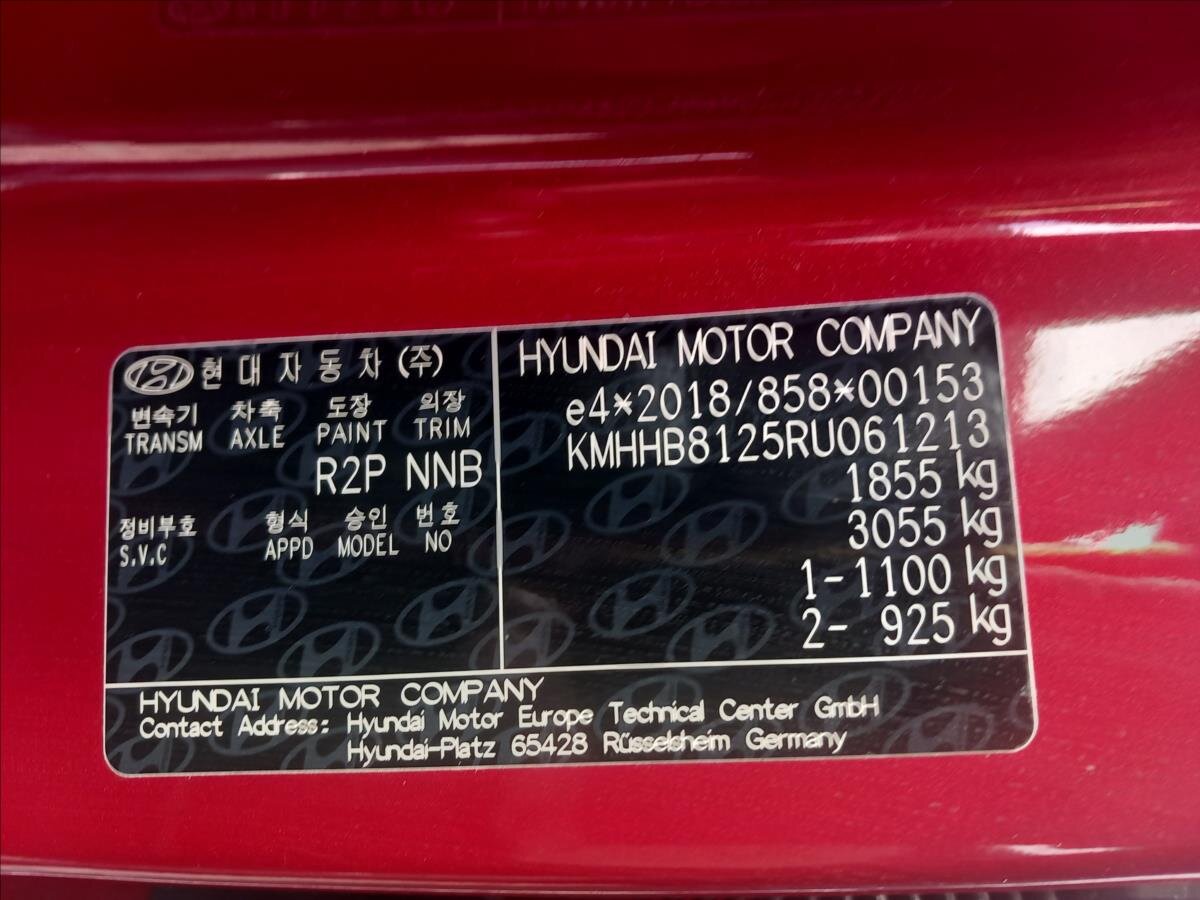 현대자동차(주)
변속기 차축 도장 외장
TRANSM AXLE PAINT TRIM
R2P NNB
정비부호 형식 승인 번호
S.V.C APPD MODEL NO
HYUNDAI MOTOR COMPANY
e4*2018/858*00153
KMHHB8125RU061213
1855 kg
3055 kg
1-1100 kg
2- 925 kg
HYUNDAI MOTOR COMPANY
Contact Address: Hyundai Motor Europe Technical Center GmbH
Hyundai-Platz 65428 Rüsselsheim Germany